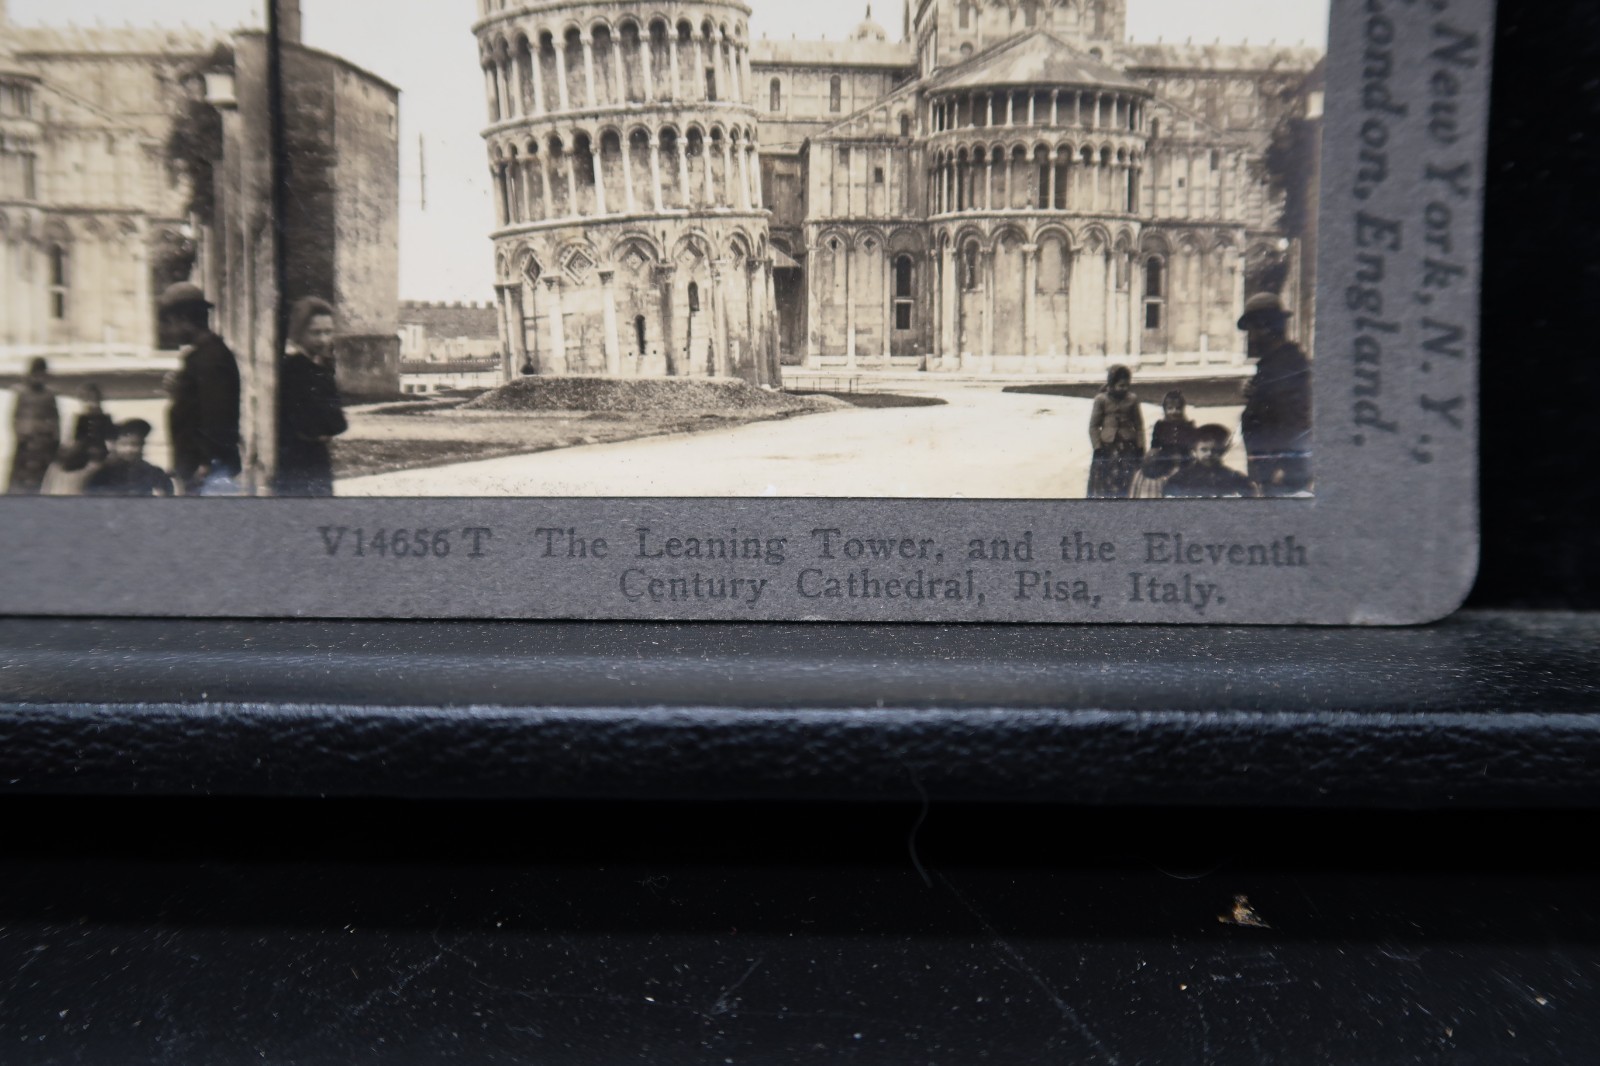 V14656 T The Leaning Tower, and the Eleventh
Century Cathedral, Pisa, Italy.
New York, N. Y.,
London, England.